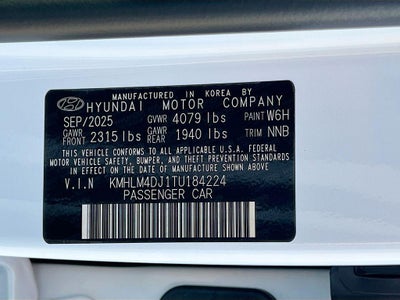 MANUFACTURED IN KOREA BY
HYUNDAI MOTOR COMPANY
SEP/2025 GVWR 4079 lbs PAINT W6H
GAWR FRONT 2315 lbs GAWR REAR 1940 lbs TRIM NNB
THIS VEHICLE CONFORMS TO ALL APPLICABLE U.S.A. FEDERAL
MOTOR VEHICLE SAFETY, BUMPER, AND THEFT PREVENTION STANDARDS
IN EFFECT ON THE DATE OF MANUFACTURE SHOWN ABOVE.
V.I.N KMHLM4DJ1TU184224
PASSENGER CAR